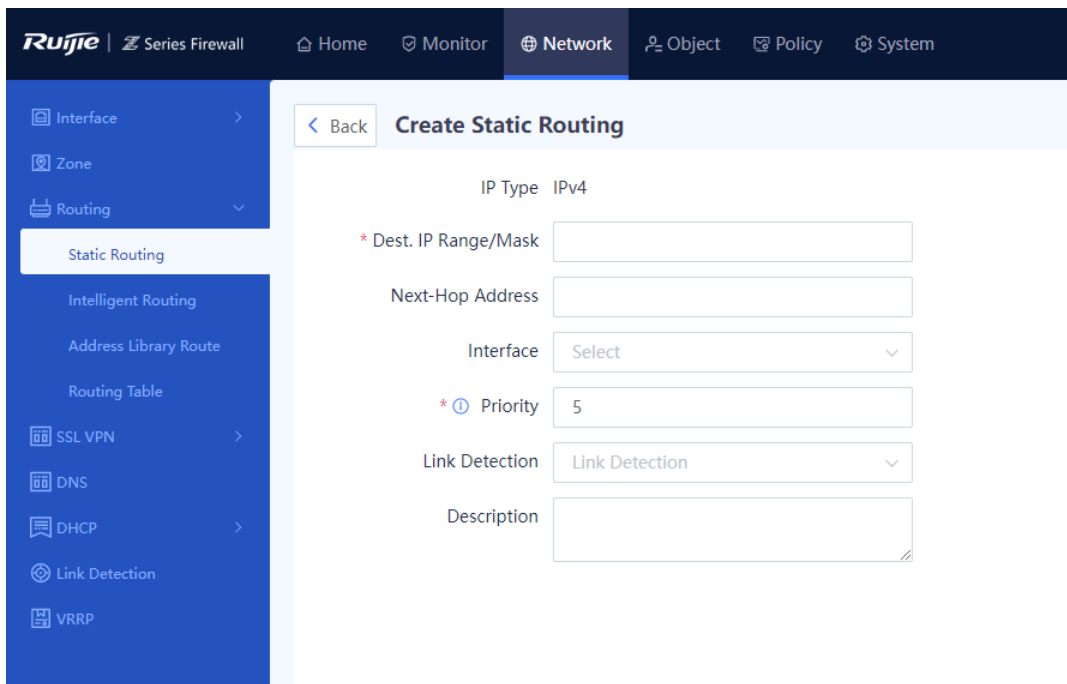 Ruijie | Z Series Firewall
Home
Monitor
Network
Object
Policy
System
Interface
Zone
Routing
Static Routing
Intelligent Routing
Address Library Route
Routing Table
SSL VPN
DNS
DHCP
Link Detection
VRRP
Back
Create Static Routing
IP Type IPv4
* Dest. IP Range/Mask
Next-Hop Address
Interface Select
* Priority 5
Link Detection Link Detection
Description